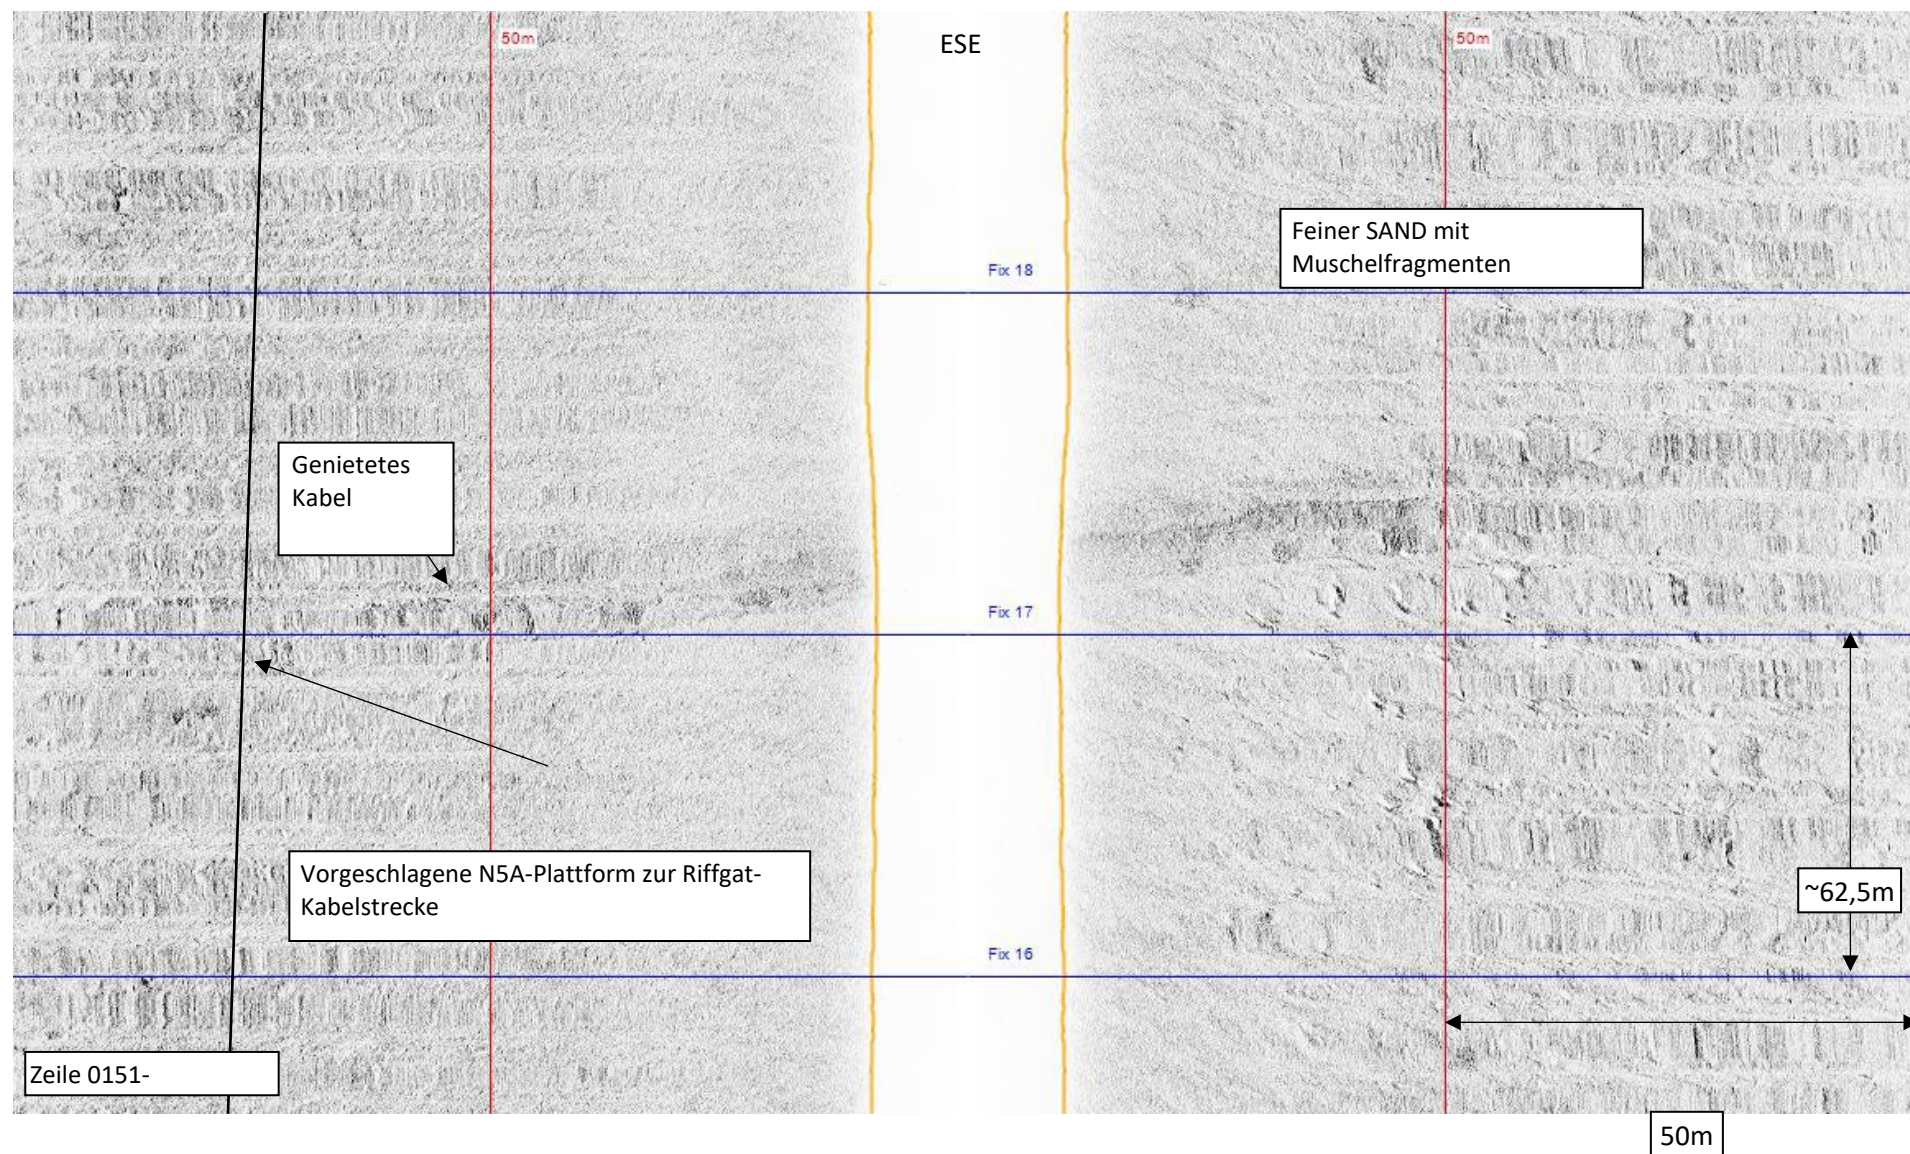 50m
ESE
50m
Feiner SAND mit
Muschelfragmenten
Fix 18
Genietetes
Kabel
Fix 17
Vorgeschlagene N5A-Plattform zur Riffgat-
Kabelstrecke
~62,5m
Fix 16
Zeile 0151-
50m